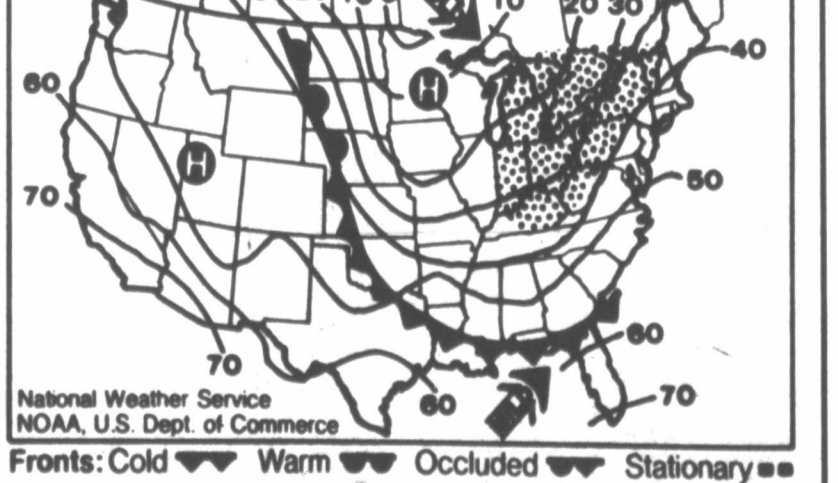 10 20 30
40
60
H
H
70
50
70
60
60
70
National Weather Service
NOAA, U.S. Dept. of Commerce
Fronts: Cold Warm Occluded Stationary